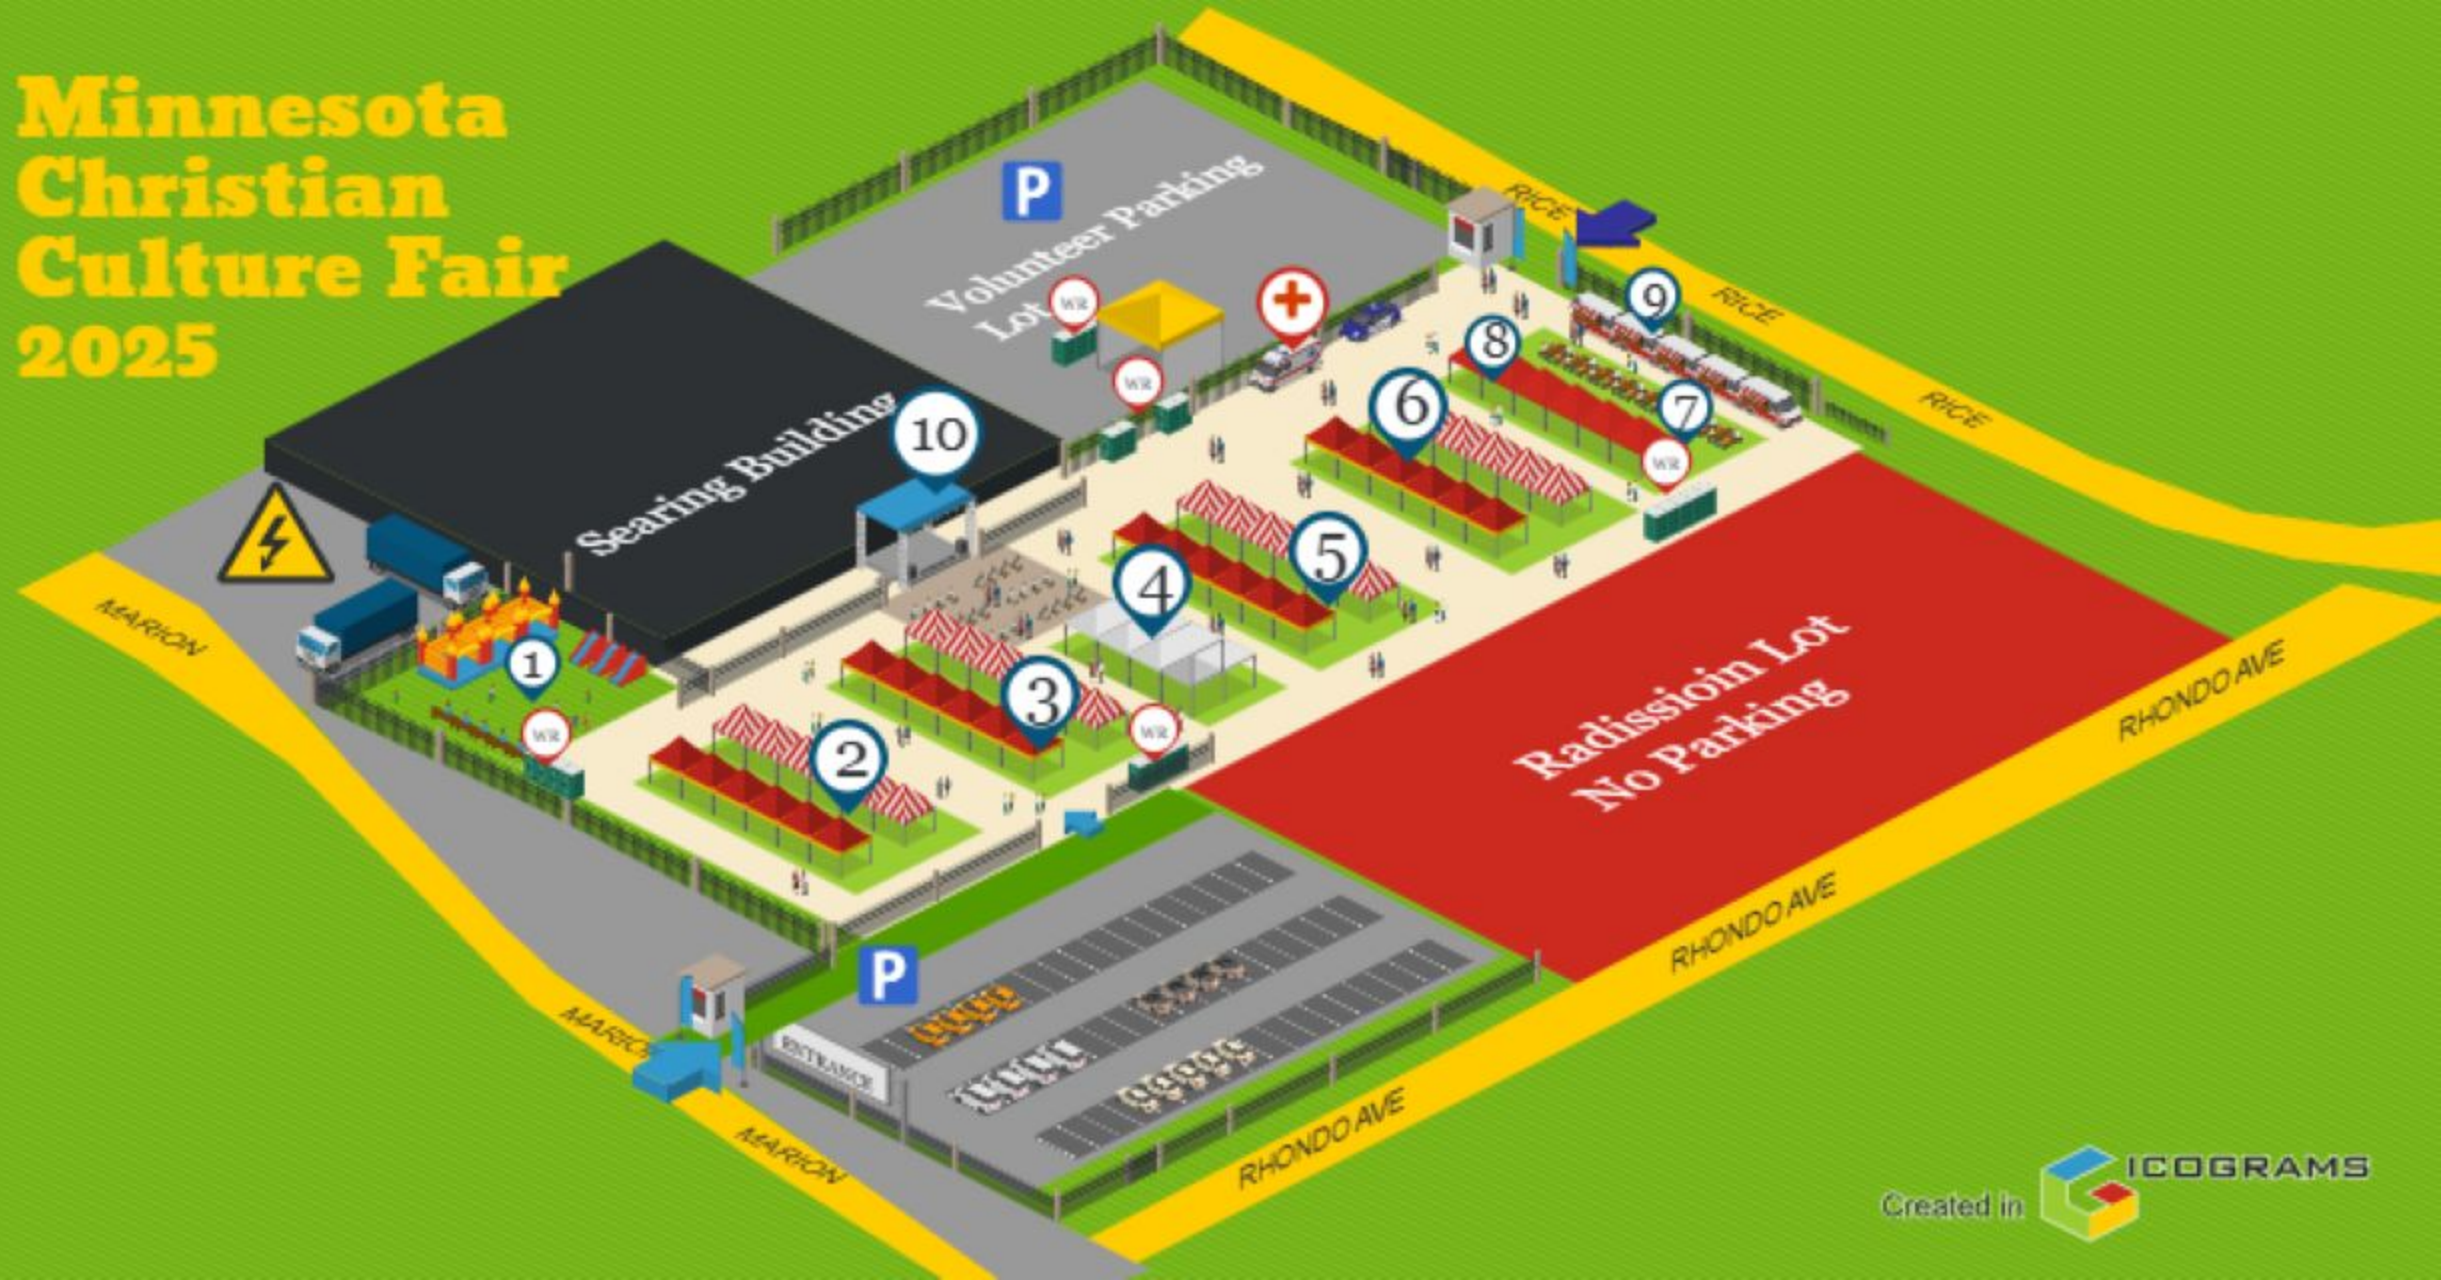 Minnesota
Christian
Culture Fair
2025
P
Volunteer Parking
Lot
RICE
RICE
RICE
WR
WR
9
8
7
6
WR
10
Searing Building
5
4
MARION
1
WR
3
WR
2
Radissioin Lot
No Parking
RHONDO AVE
RHONDO AVE
RHONDO AVE
P
ENTRANCE
MARIO
MARION
Created in ICOGRAMS